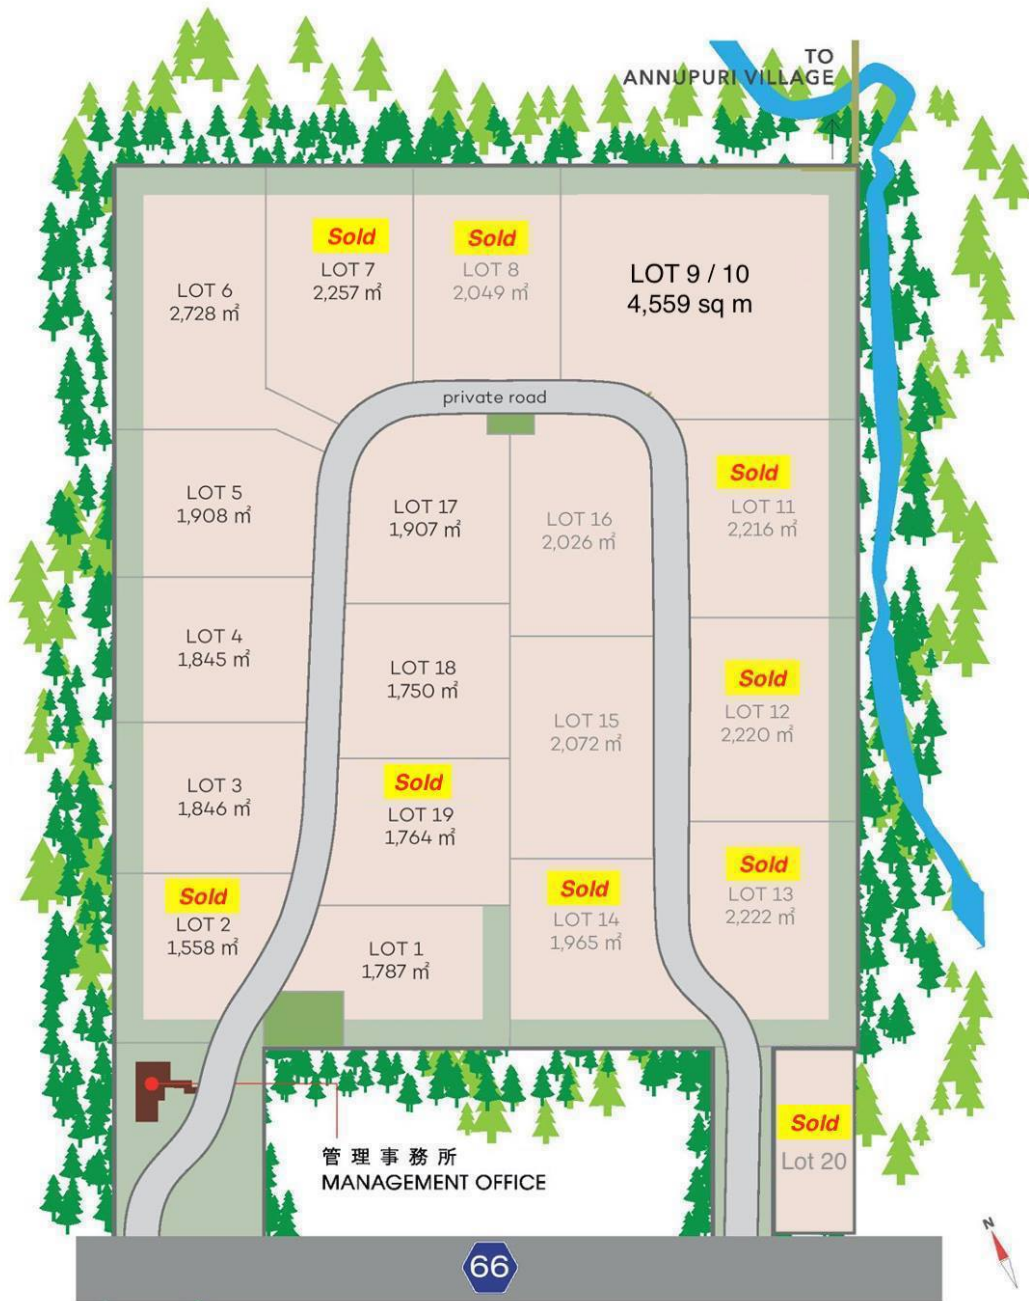 TO
ANNUPURI VILLAGE
Sold
LOT 7
2,257 ㎡
Sold
LOT 8
2,049 ㎡
LOT 9 / 10
4,559 sq m
LOT 6
2,728 ㎡
private road
LOT 5
1,908 ㎡
LOT 17
1,907 ㎡
LOT 16
2,026 ㎡
Sold
LOT 11
2,216 ㎡
LOT 4
1,845 ㎡
LOT 18
1,750 ㎡
LOT 15
2,072 ㎡
Sold
LOT 12
2,220 ㎡
LOT 3
1,846 ㎡
Sold
LOT 19
1,764 ㎡
Sold
LOT 2
1,558 ㎡
LOT 1
1,787 ㎡
Sold
LOT 14
1,965 ㎡
Sold
LOT 13
2,222 ㎡
Sold
Lot 20
管理事務所
MANAGEMENT OFFICE
N
66